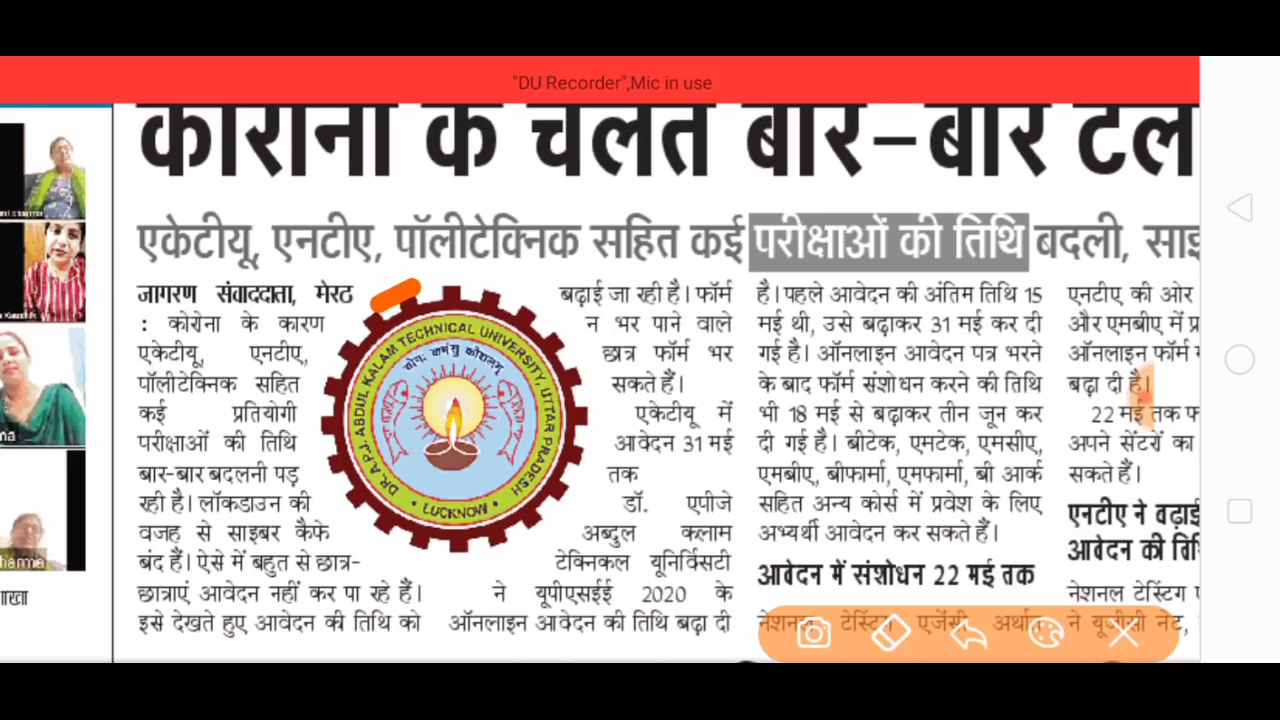 "DU Recorder",Mic in use
कोरोना के चलते बार-बार टल
एकेटीयू, एनटीए, पॉलीटेक्निक सहित कई परीक्षाओं की तिथि बदली,
जागरण संवाददाता, मेरठ
: कोरोना के कारण
एकेटीयू, एनटीए,
पॉलीटेक्निक सहित
कई प्रतियोगी
परीक्षाओं की तिथि
बार-बार बदलनी पड़
रही है। लॉकडाउन की
वजह से साइबर कैफे
बंद हैं। ऐसे में बहुत से छात्र-
छात्राएं आवेदन नहीं कर पा रहे हैं।
इसे देखते हुए आवेदन की तिथि को
DR. A.P.J. ABDUL KALAM TECHNICAL UNIVERSITY, UTTAR PRADESH
योगः कर्मसु कौशलम्
LUCKNOW
बढ़ाई जा रही है। फॉर्म
न भर पाने वाले
छात्र फॉर्म भर
सकते हैं।
एकेटीयू में
आवेदन 31 मई
तक
डॉ. एपीजे
अब्दुल कलाम
टेक्निकल यूनिर्वसिटी
ने यूपीएसईई 2020 के
ऑनलाइन आवेदन की तिथि बढ़ा दी
है। पहले आवेदन की अंतिम तिथि 15
मई थी, उसे बढ़ाकर 31 मई कर दी
गई है। ऑनलाइन आवेदन पत्र भरने
के बाद फॉर्म संशोधन करने की तिथि
भी 18 मई से बढ़ाकर तीन जून कर
दी गई है। बीटेक, एमटेक, एमसीए,
एमबीए, बीफार्मा, एमफार्मा, बी आर्क
सहित अन्य कोर्स में प्रवेश के लिए
अभ्यर्थी आवेदन कर सकते हैं।
आवेदन में संशोधन 22 मई तक
नेशनल टेस्टिंग एजेंसी अर्थात
एनटीए की ओर
और एमबीए में
ऑनलाइन फॉर्म
बढ़ा दी है।
22 मई तक
अपने सेंटरों का
सकते हैं।
एनटीए ने बढ़ाई
आवेदन की
नेशनल टेस्टिंग
ने यूजीसी नेट,